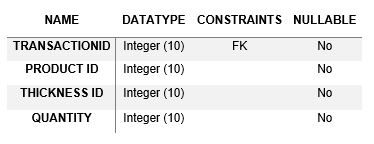 NAME DATATYPE CONSTRAINTS NULLABLE
TRANSACTIONID Integer (10) FK No
PRODUCT ID Integer (10) No
THICKNESS ID Integer (10) No
QUANTITY Integer (10) No